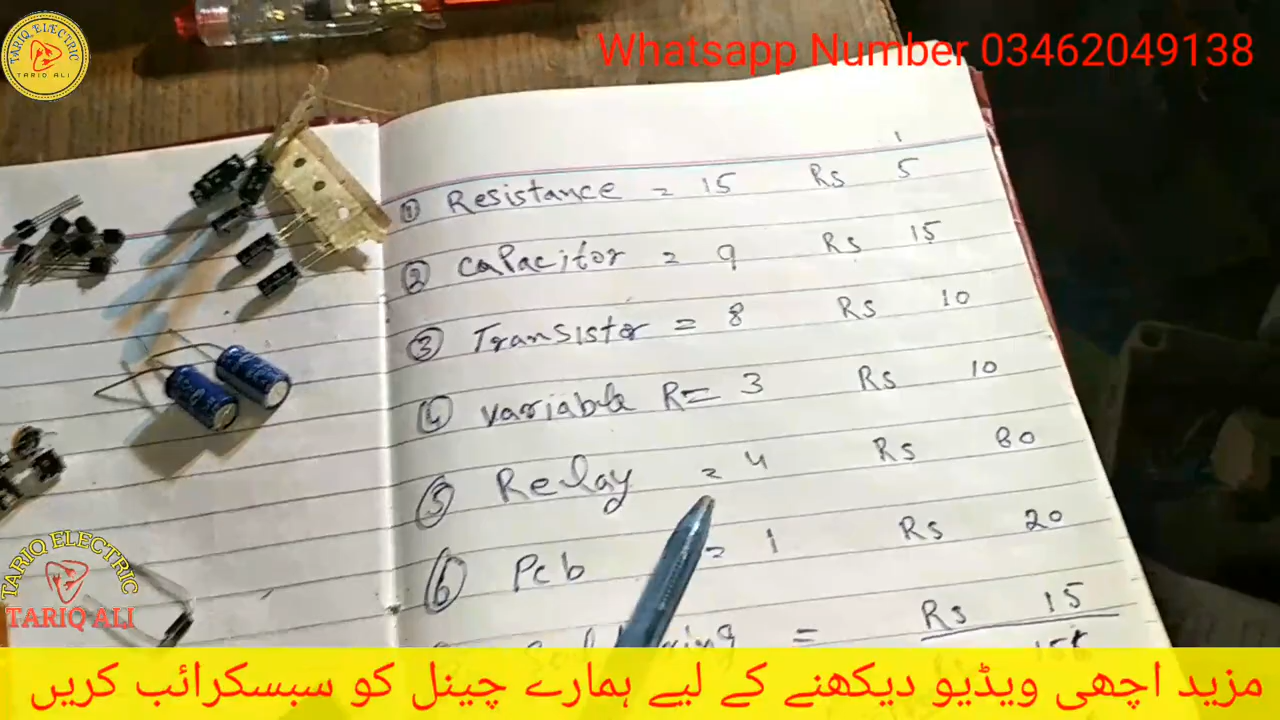 TARIQ ELECTRIC
TARIQ ALI
Whatsapp Number 03462049138
1
① Resistance = 15 Rs 5
② Capacitor = 9 Rs 15
③ Transistor = 8 Rs 10
④ Variable R = 3 Rs 10
⑤ Relay = 4 Rs 80
⑥ Pcb = 1 Rs 20
= Rs 15
TARIQ ELECTRIC
TARIQ ALI
مزید اچھی ویڈیو دیکھنے کے لیے ہمارے چینل کو سبسکرائب کریں